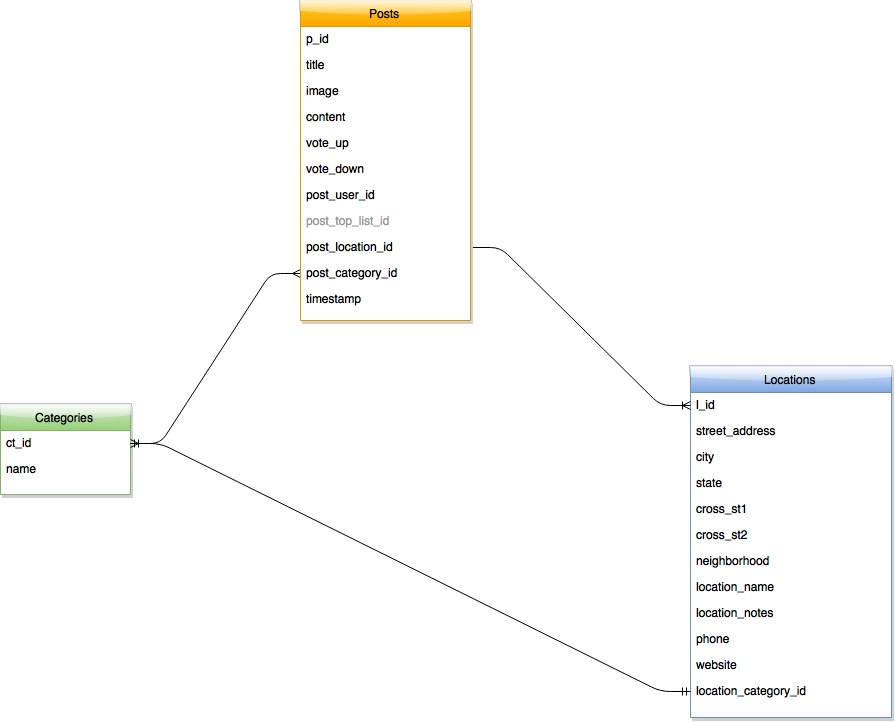 Posts
p_id
title
image
content
vote_up
vote_down
post_user_id
post_top_list_id
post_location_id
post_category_id
timestamp
Categories
ct_id
name
Locations
l_id
street_address
city
state
cross_st1
cross_st2
neighborhood
location_name
location_notes
phone
website
location_category_id